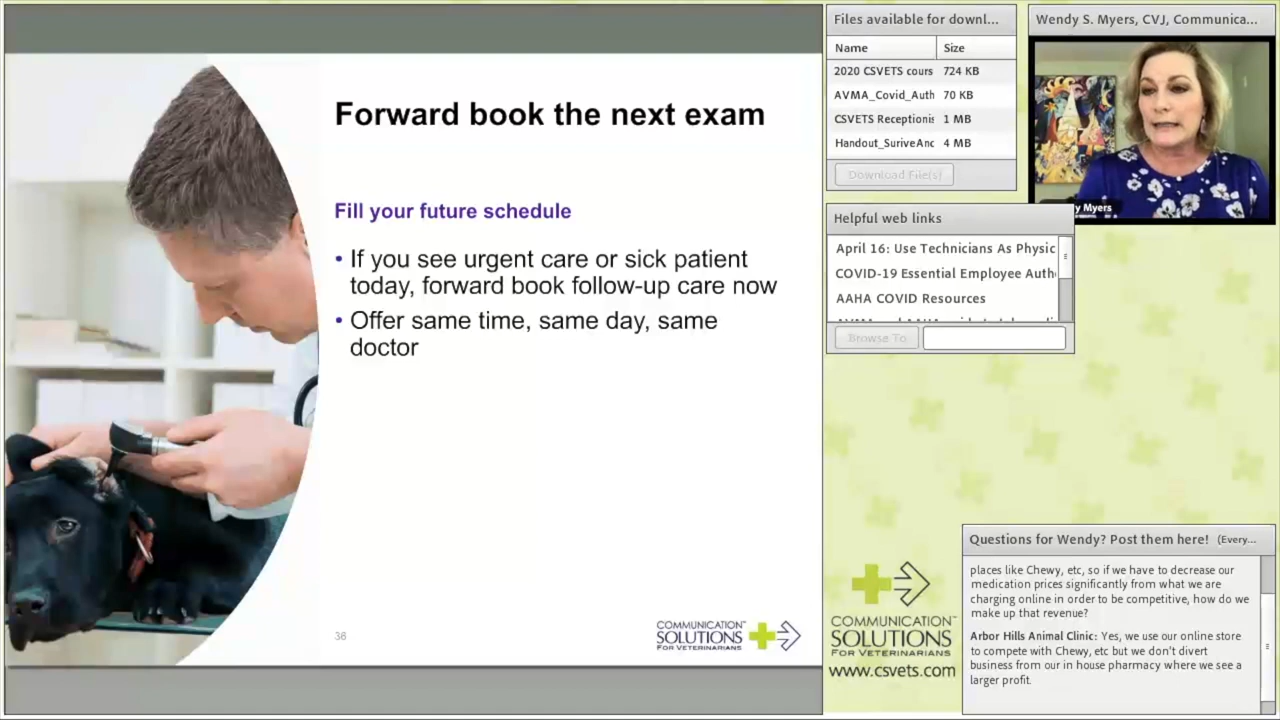 Forward book the next exam
Fill your future schedule
• If you see urgent care or sick patient
today, forward book follow-up care now
• Offer same time, same day, same
doctor
36
COMMUNICATION
SOLUTIONS
FOR VETERINARIANS
Files available for downl...
Name Size
2020 CSVETS cours 724 KB
AVMA_Covid_Auth 70 KB
CSVETS Receptionis 1 MB
Handout_SuriveAnc 4 MB
Download File(s)
Wendy S. Myers, CVJ, Communica...
y Myers
Helpful web links
April 16: Use Technicians As Physic
COVID-19 Essential Employee Auth
AAHA COVID Resources
Browse To
COMMUNICATION
SOLUTIONS
FOR VETERINARIANS
www.csvets.com
Questions for Wendy? Post them here! (Every...
places like Chewy, etc, so if we have to decrease our
medication prices significantly from what we are
charging online in order to be competitive, how do we
make up that revenue?
Arbor Hills Animal Clinic: Yes, we use our online store
to compete with Chewy, etc but we don't divert
business from our in house pharmacy where we see a
larger profit.